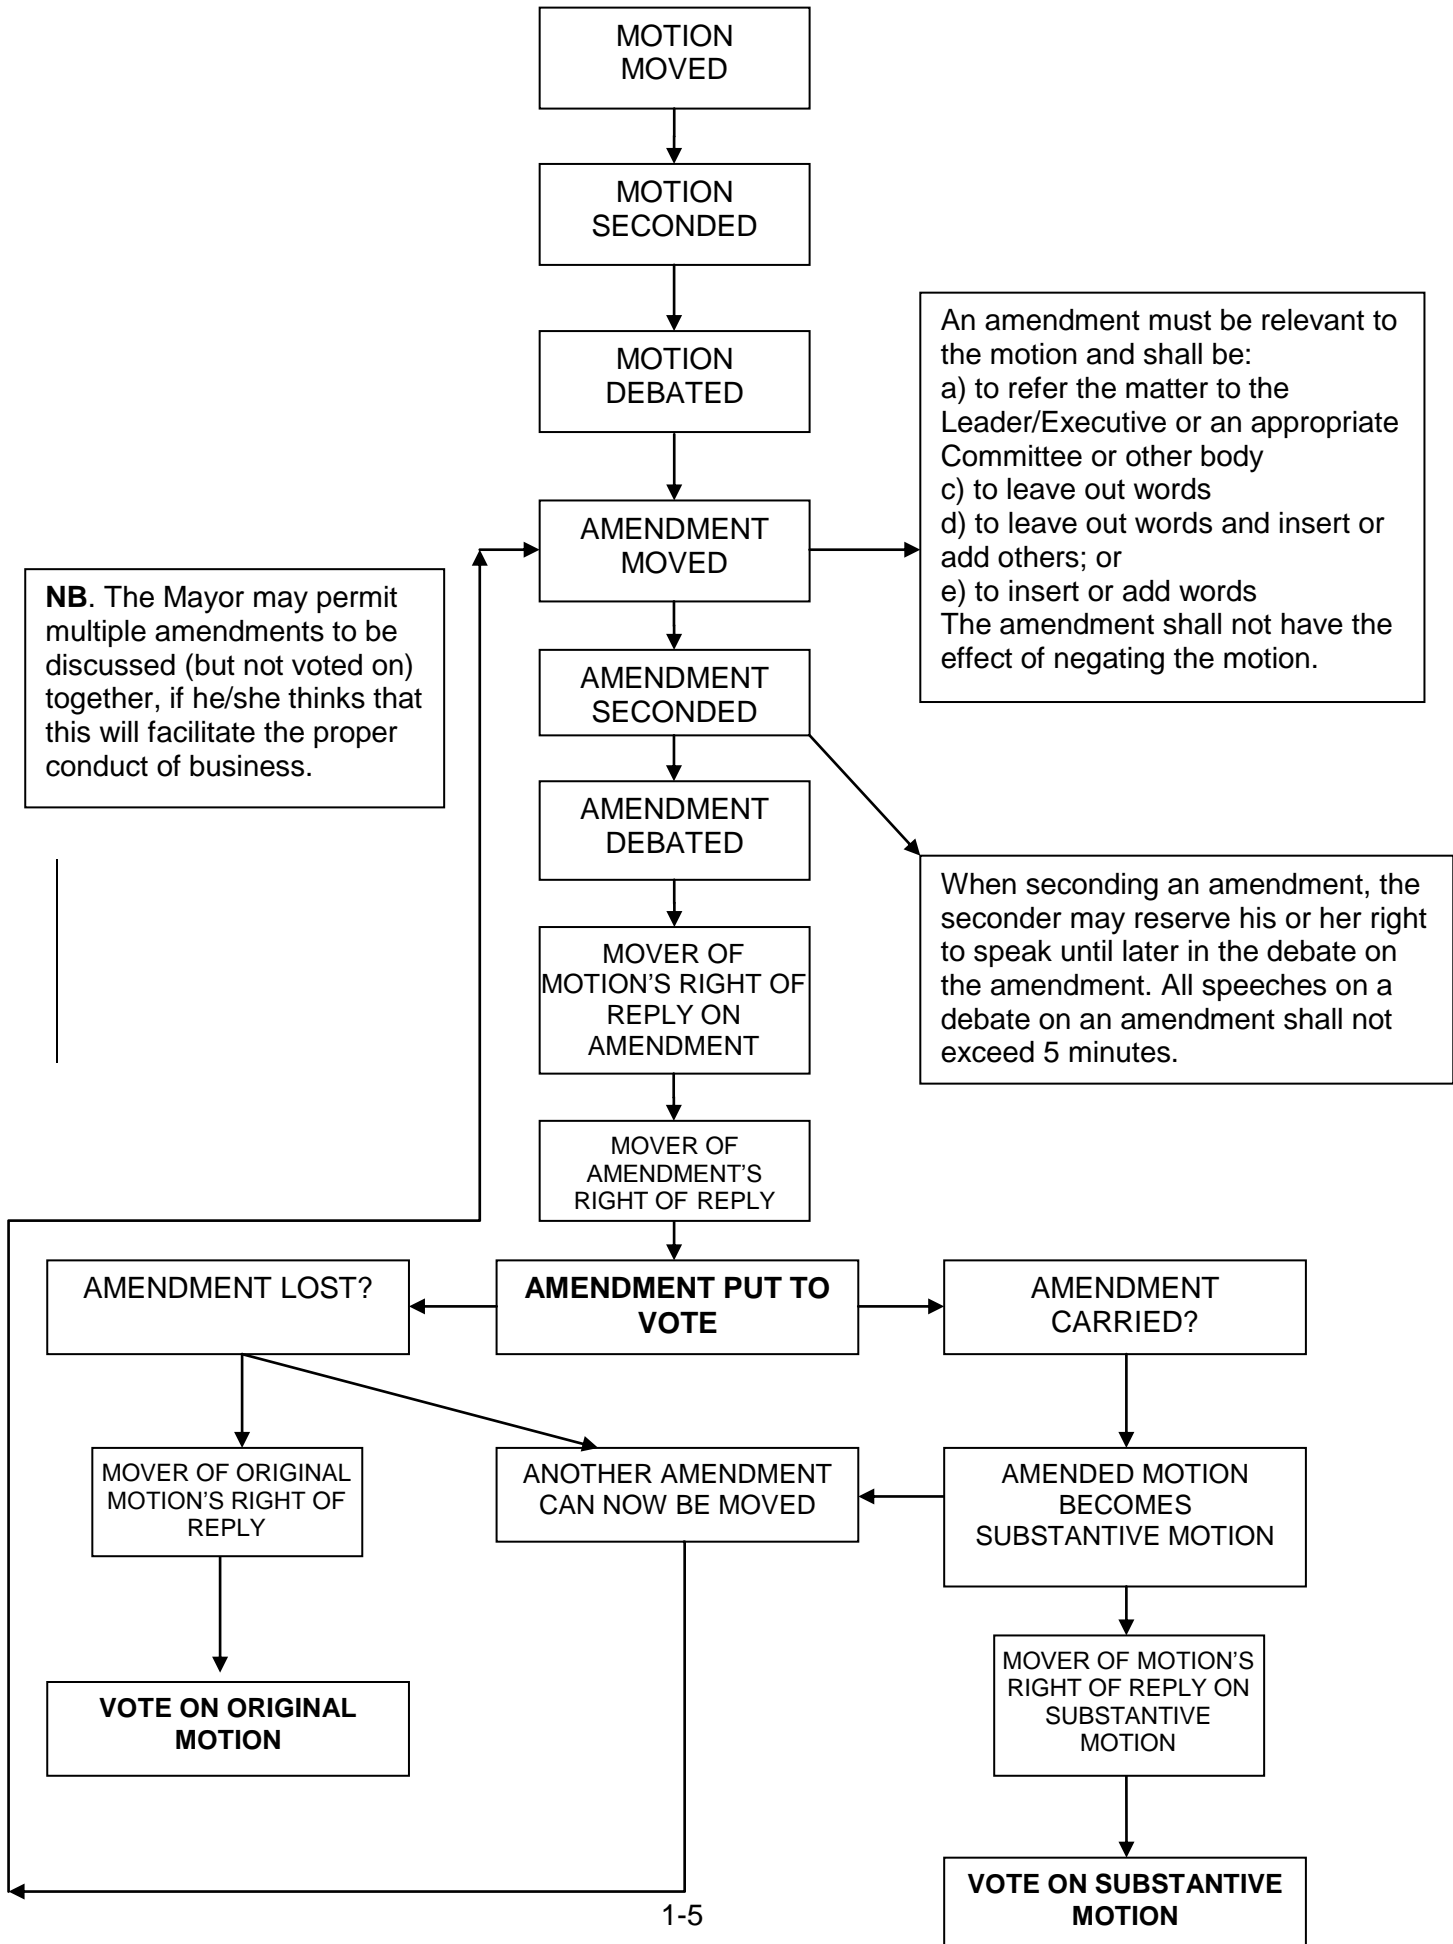 MOTION
MOVED
MOTION
SECONDED
MOTION
DEBATED
An amendment must be relevant to
the motion and shall be:
a) to refer the matter to the
Leader/Executive or an appropriate
Committee or other body
c) to leave out words
d) to leave out words and insert or
add others; or
e) to insert or add words
The amendment shall not have the
effect of negating the motion.
AMENDMENT
MOVED
NB. The Mayor may permit
multiple amendments to be
discussed (but not voted on)
together, if he/she thinks that
this will facilitate the proper
conduct of business.
AMENDMENT
SECONDED
AMENDMENT
DEBATED
When seconding an amendment, the
seconder may reserve his or her right
to speak until later in the debate on
the amendment. All speeches on a
debate on an amendment shall not
exceed 5 minutes.
MOVER OF
MOTION'S RIGHT OF
REPLY ON
AMENDMENT
MOVER OF
AMENDMENT'S
RIGHT OF REPLY
AMENDMENT LOST?
AMENDMENT PUT TO
VOTE
AMENDMENT
CARRIED?
MOVER OF ORIGINAL
MOTION'S RIGHT OF
REPLY
ANOTHER AMENDMENT
CAN NOW BE MOVED
AMENDED MOTION
BECOMES
SUBSTANTIVE MOTION
MOVER OF MOTION'S
RIGHT OF REPLY ON
SUBSTANTIVE
MOTION
VOTE ON ORIGINAL
MOTION
VOTE ON SUBSTANTIVE
MOTION
1-5